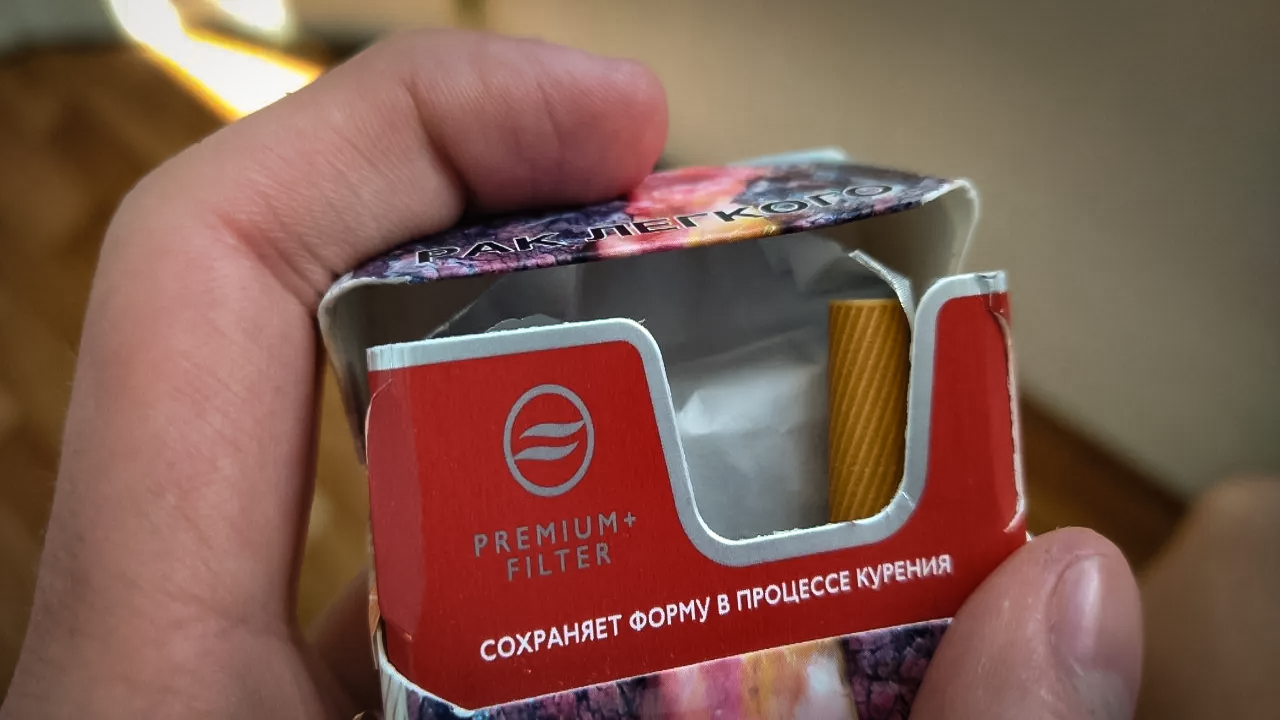 РАК ЛЕГКОГО
PREMIUM+
FILTER
СОХРАНЯЕТ ФОРМУ В ПРОЦЕССЕ КУРЕНИЯ